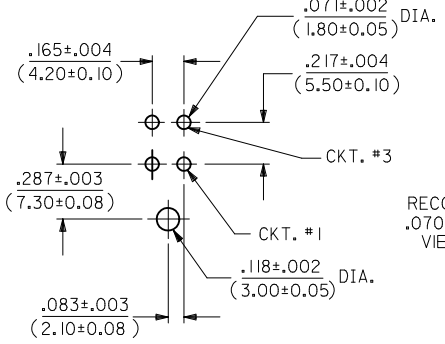 .071±.002
(1.80±0.05) DIA.
.165±.004
(4.20±0.10)
.217±.004
(5.50±0.10)
CKT. #3
.287±.003
(7.30±0.08)
CKT. #1
.118±.002
(3.00±0.05) DIA.
.083±.003
(2.10±0.08)
.070